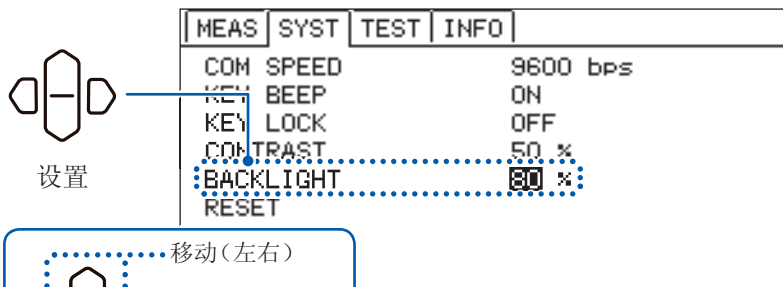 MEAS SYST TEST INFO
COM SPEED 9600 bps
KEY BEEP ON
KEY LOCK OFF
CONTRAST 50 %
设置
BACKLIGHT 80 %
RESET
移动(左右)